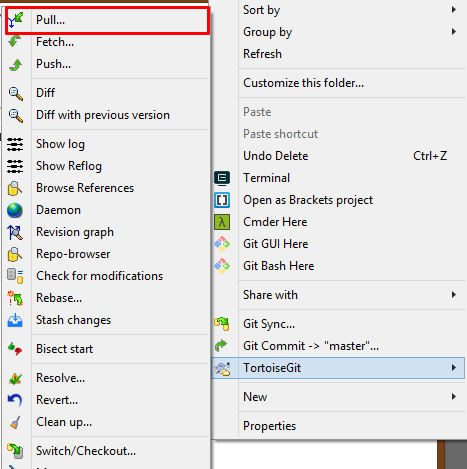 Pull...
Fetch...
Push...
Diff
Diff with previous version
Show log
Show Reflog
Browse References
Daemon
Revision graph
Repo-browser
Check for modifications
Rebase...
Stash changes
Bisect start
Resolve...
Revert...
Clean up...
Switch/Checkout...
Sort by
Group by
Refresh
Customize this folder...
Paste
Paste shortcut
Undo Delete Ctrl+Z
Terminal
Open as Brackets project
Cmder Here
Git GUI Here
Git Bash Here
Share with
Git Sync...
Git Commit -> "master"...
TortoiseGit
New
Properties